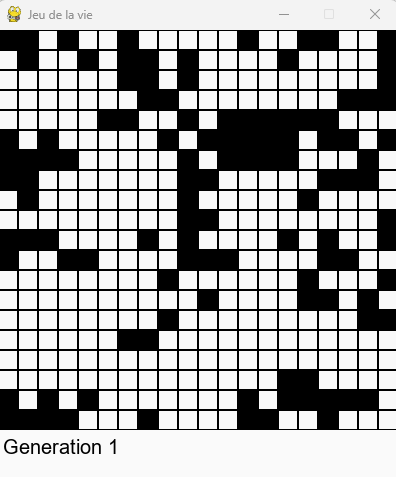 Jeu de la vie
Generation 1